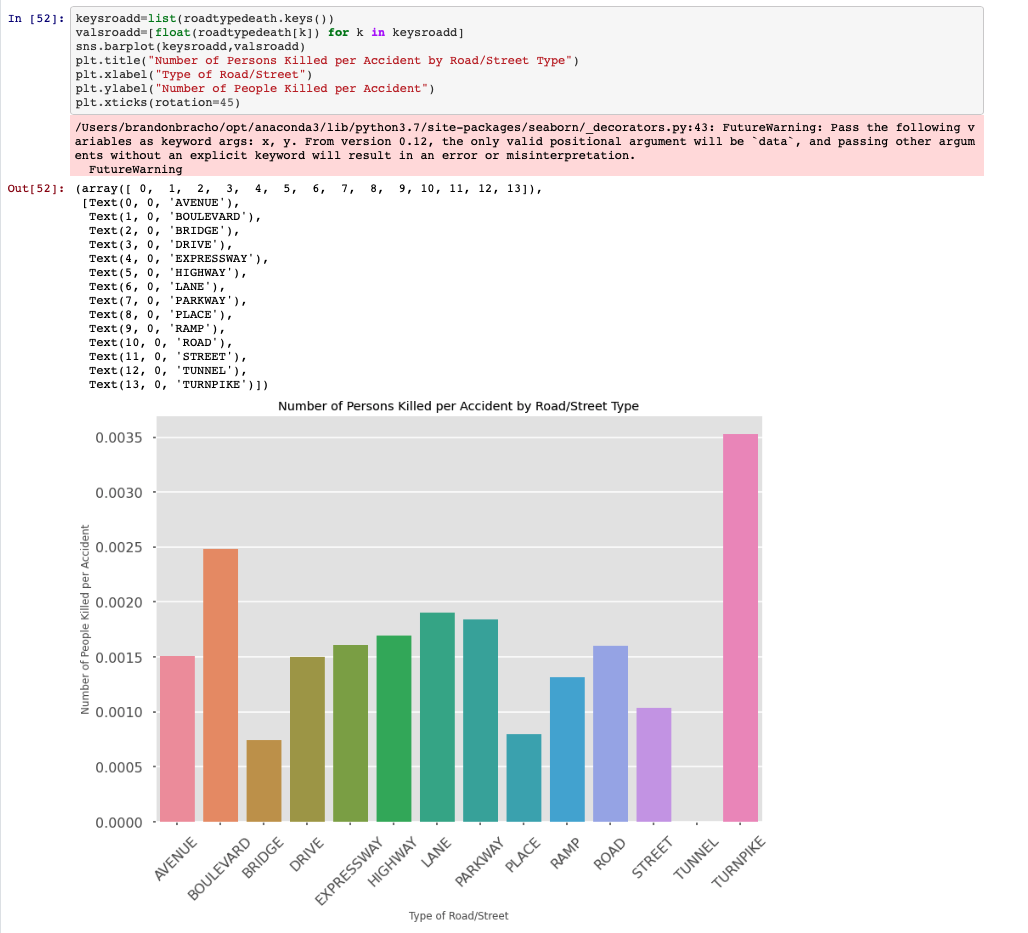 In [52]: keysroadd=list(roadtypedeath.keys())
valsroadd=[float(roadtypedeath[k]) for k in keysroadd]
sns.barplot(keysroadd,valsroadd)
plt.title("Number of Persons Killed per Accident by Road/Street Type")
plt.xlabel("Type of Road/Street")
plt.ylabel("Number of People Killed per Accident")
plt.xticks(rotation=45)
/Users/brandonbracho/opt/anaconda3/lib/python3.7/site-packages/seaborn/_decorators.py:43: FutureWarning: Pass the following v
ariables as keyword args: x, y. From version 0.12, the only valid positional argument will be `data`, and passing other argum
ents without an explicit keyword will result in an error or misinterpretation.
  FutureWarning
Out[52]: (array([ 0,  1,  2,  3,  4,  5,  6,  7,  8,  9, 10, 11, 12, 13]),
 [Text(0, 0, 'AVENUE'),
  Text(1, 0, 'BOULEVARD'),
  Text(2, 0, 'BRIDGE'),
  Text(3, 0, 'DRIVE'),
  Text(4, 0, 'EXPRESSWAY'),
  Text(5, 0, 'HIGHWAY'),
  Text(6, 0, 'LANE'),
  Text(7, 0, 'PARKWAY'),
  Text(8, 0, 'PLACE'),
  Text(9, 0, 'RAMP'),
  Text(10, 0, 'ROAD'),
  Text(11, 0, 'STREET'),
  Text(12, 0, 'TUNNEL'),
  Text(13, 0, 'TURNPIKE')])
Number of Persons Killed per Accident by Road/Street Type
Number of People Killed per Accident
0.0035
0.0030
0.0025
0.0020
0.0015
0.0010
0.0005
0.0000
AVENUE
BOULEVARD
BRIDGE
DRIVE
EXPRESSWAY
HIGHWAY
LANE
PARKWAY
PLACE
RAMP
ROAD
STREET
TUNNEL
TURNPIKE
Type of Road/Street